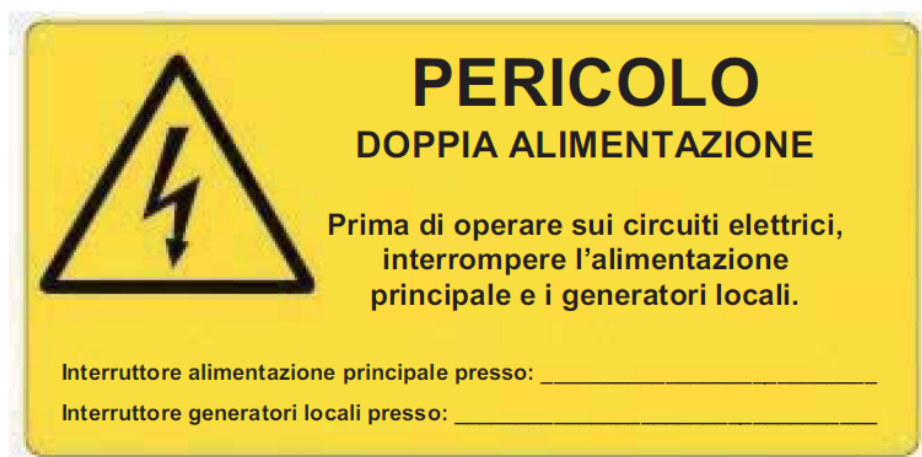 PERICOLO
DOPPIA ALIMENTAZIONE
Prima di operare sui circuiti elettrici,
interrompere l'alimentazione
principale e i generatori locali.
Interruttore alimentazione principale presso: ____________________________
Interruttore generatori locali presso: ___________________________________